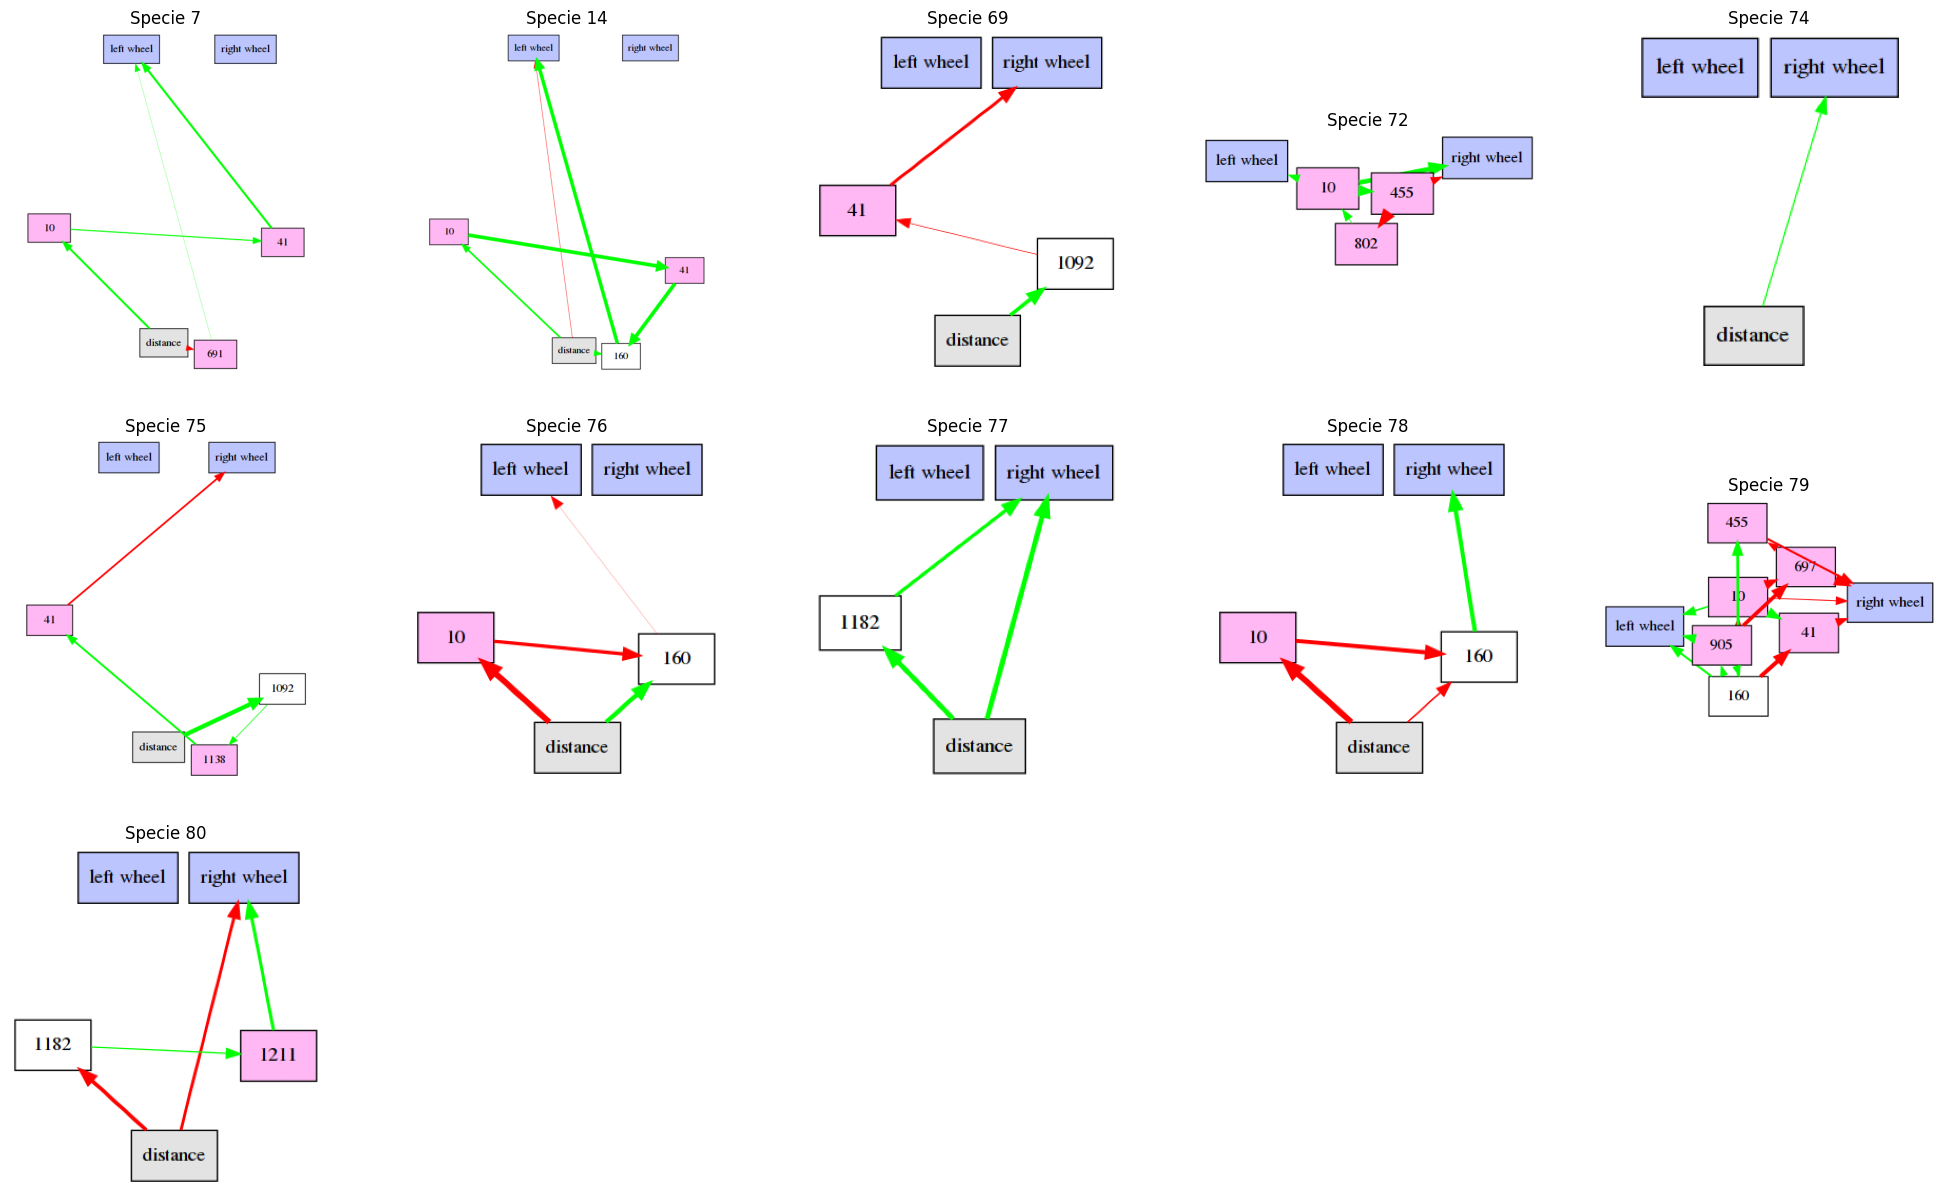 Specie 7
left wheel
right wheel
10
41
distance
691
Specie 14
left wheel
right wheel
10
41
distance
160
Specie 69
left wheel
right wheel
41
1092
distance
Specie 72
left wheel
right wheel
10
455
802
Specie 74
left wheel
right wheel
distance
Specie 75
left wheel
right wheel
41
1092
distance
1138
Specie 76
left wheel
right wheel
10
160
distance
Specie 77
left wheel
right wheel
1182
distance
Specie 78
left wheel
right wheel
10
160
distance
Specie 79
455
697
10
right wheel
left wheel
41
905
160
Specie 80
left wheel
right wheel
1182
1211
distance